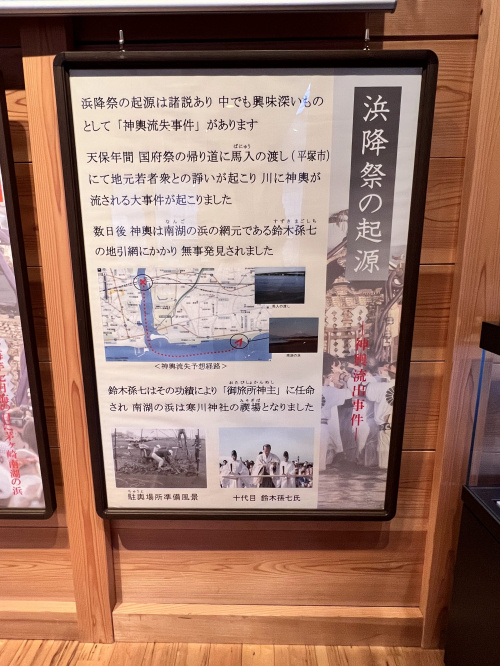 浜降祭の起源
―神輿流出事件―
浜降祭の起源は諸説あり 中でも興味深いもの
として「神輿流失事件」があります
天保年間 国府祭の帰り道に馬入の渡し(平塚市)
にて地元若者衆との諍いが起こり 川に神輿が
流される大事件が起こりました
数日後 神輿は南湖の浜の網元である鈴木孫七
の地引網にかかり 無事発見されました
<神輿流失予想経路>
鈴木孫七はその功績により「御旅所神主」に任命
され 南湖の浜は寒川神社の禊場となりました
駐輿場所準備風景
十代目 鈴木孫七氏